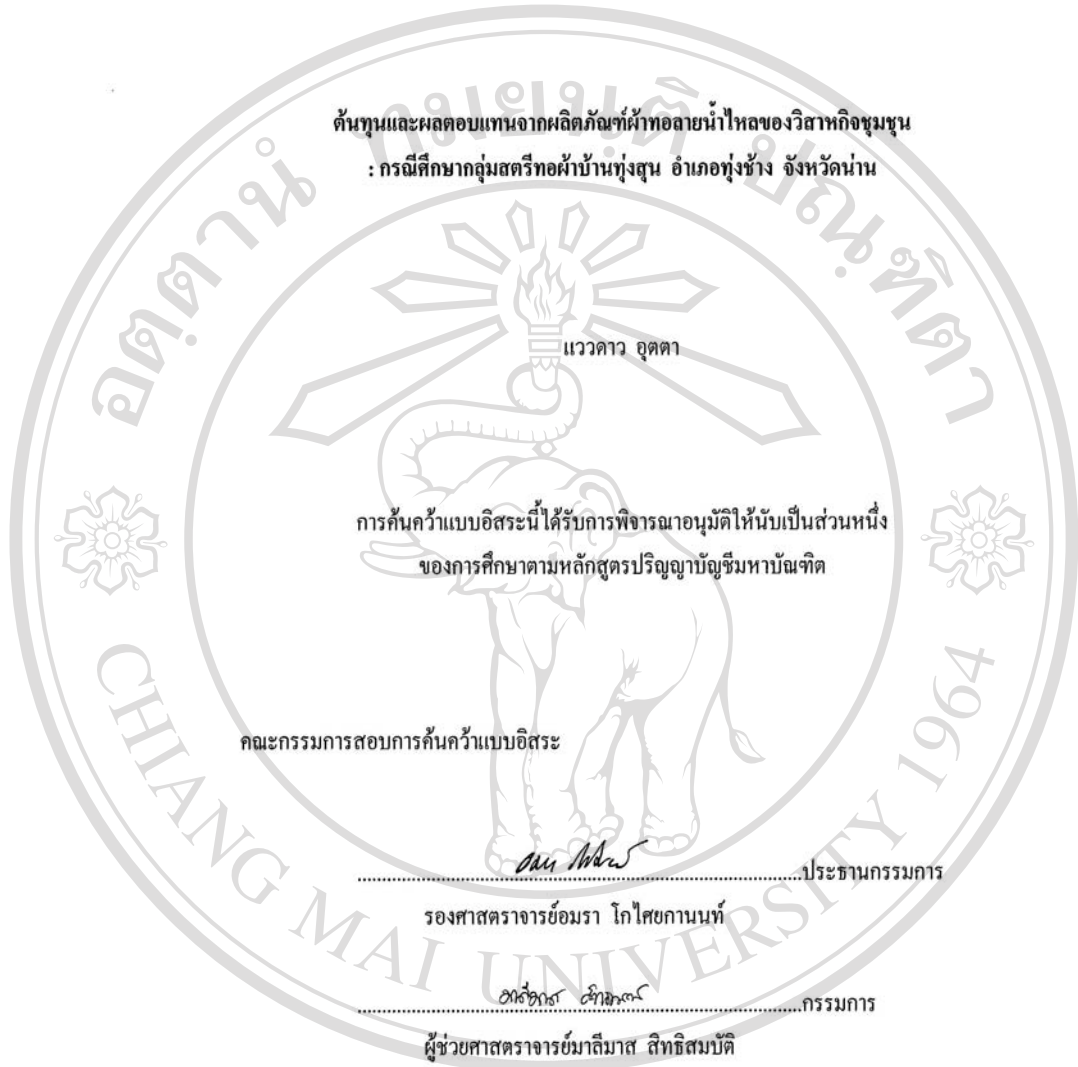 ต้นทุนและผลตอบแทนจากผลิตภัณฑ์ผ้าทอลายน้ำไหลของวิสาหกิจชุมชุน
: กรณีศึกษากลุ่มสตรีทอผ้าบ้านทุ่งสุน อำเภอทุ่งช้าง จังหวัดน่าน
แววดาว อุตตา
การค้นคว้าแบบอิสระนี้ได้รับการพิจารณาอนุมัติให้นับเป็นส่วนหนึ่ง
ของการศึกษาตามหลักสูตรปริญญาบัญชีมหาบัณฑิต
คณะกรรมการสอบการค้นคว้าแบบอิสระ
ประธานกรรมการ
รองศาสตราจารย์อมรา โกไศยกานนท์
กรรมการ
ผู้ช่วยศาสตราจารย์มาลีมาส สิทธิสมบัติ
อตฺตานํ ทมยนฺติ ปณฺฑิตา
CHIANG MAI UNIVERSITY 1964